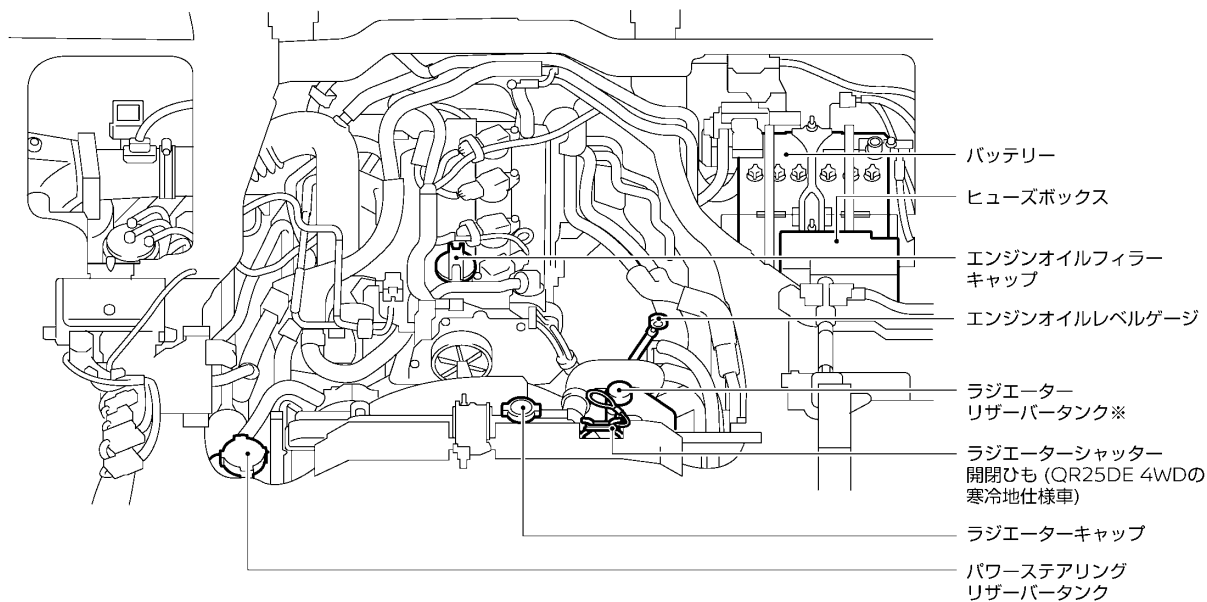 バッテリー
ヒューズボックス
エンジンオイルフィラー
キャップ
エンジンオイルレベルゲージ
ラジエーター
リザーバータンク※
ラジエーターシャッター
開閉ひも (QR25DE 4WDの
寒冷地仕様車)
ラジエーターキャップ
パワーステアリング
リザーバータンク